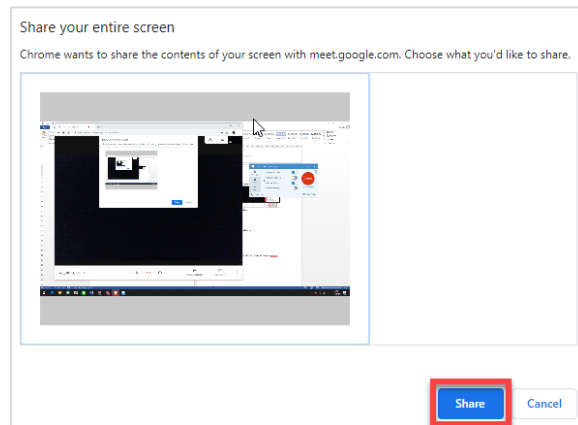 Share your entire screen
Chrome wants to share the contents of your screen with meet.google.com. Choose what you'd like to share.
Share
Cancel